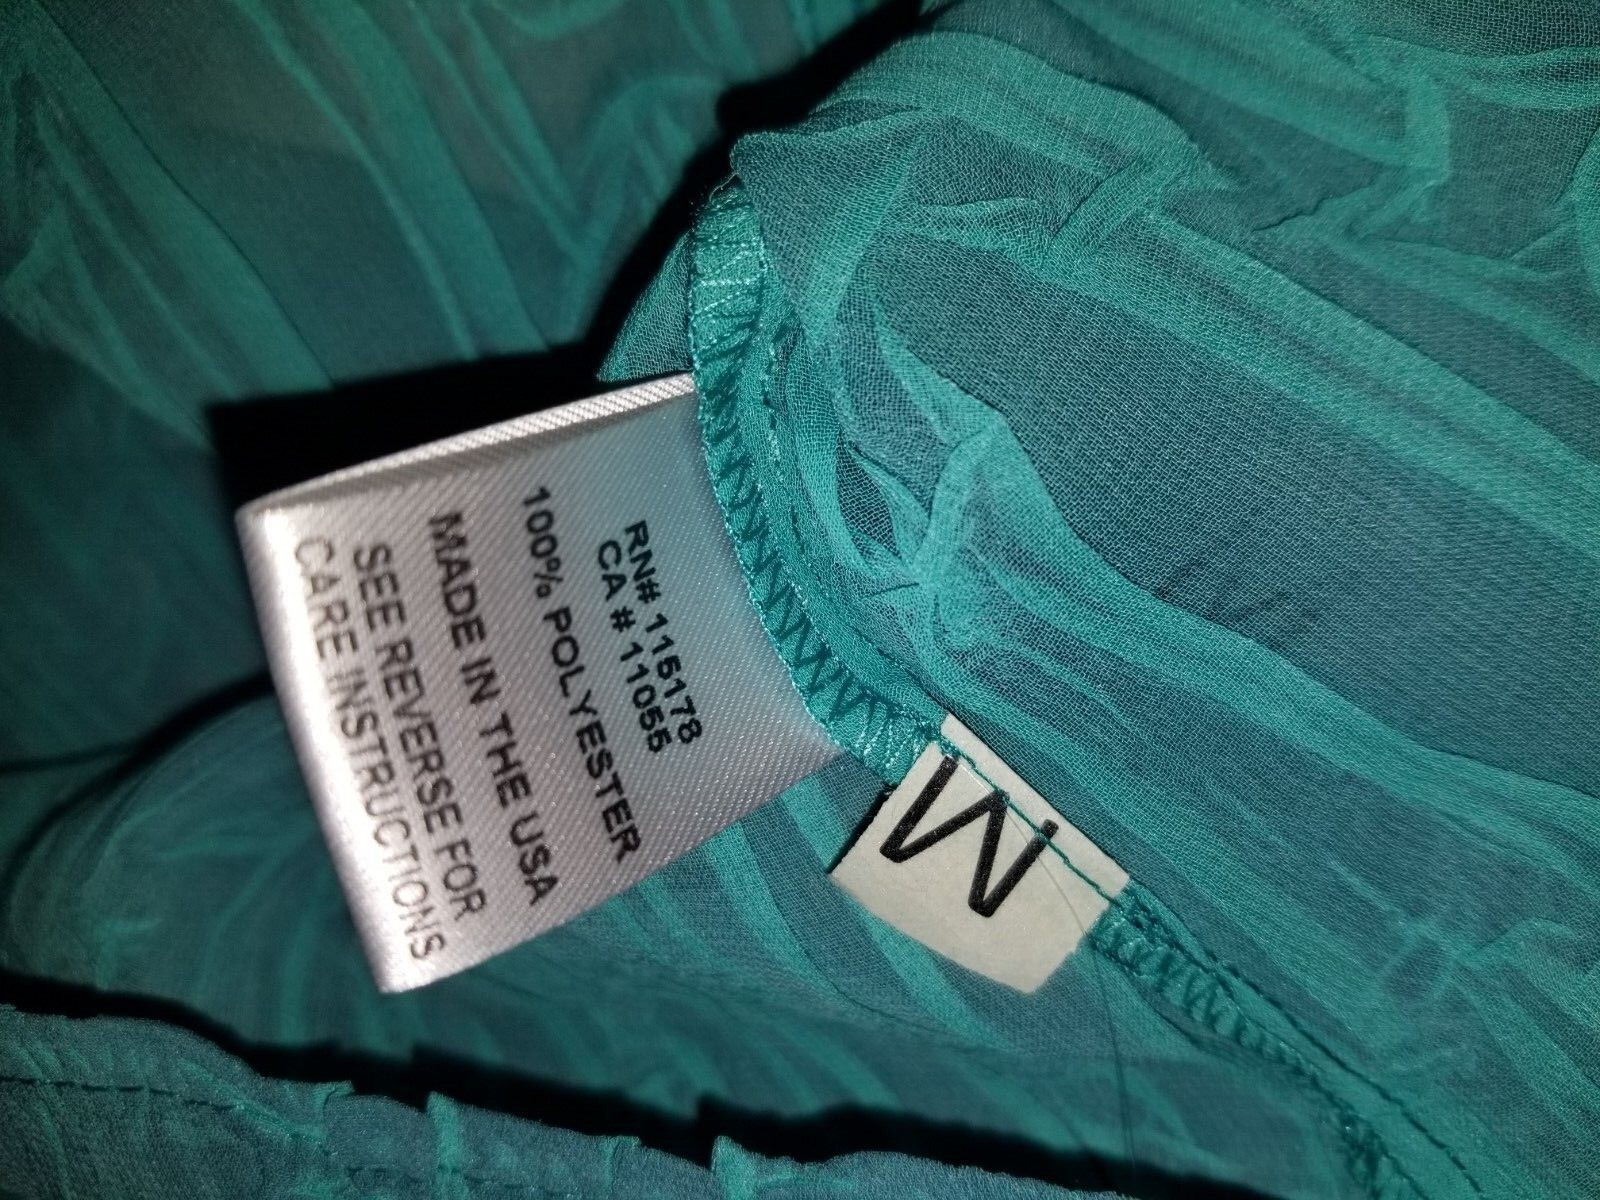 RN# 115178
CA # 11055
100% POLYESTER
MADE IN THE USA
SEE REVERSE FOR
CARE INSTRUCTIONS
M